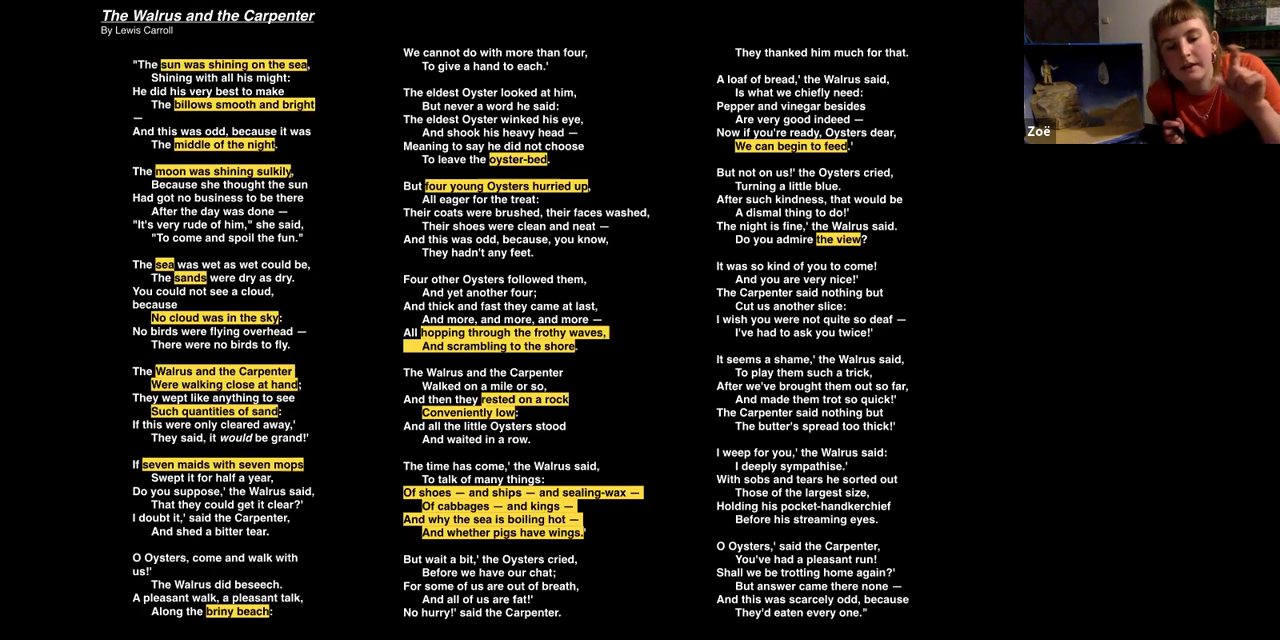 The Walrus and the Carpenter
By Lewis Carroll
"The sun was shining on the sea,
Shining with all his might:
He did his very best to make
The billows smooth and bright
—
And this was odd, because it was
The middle of the night.
The moon was shining sulkily,
Because she thought the sun
Had got no business to be there
After the day was done —
"It's very rude of him," she said,
"To come and spoil the fun."
The sea was wet as wet could be,
The sands were dry as dry.
You could not see a cloud,
because
No cloud was in the sky:
No birds were flying overhead —
There were no birds to fly.
The Walrus and the Carpenter
Were walking close at hand;
They wept like anything to see
Such quantities of sand:
If this were only cleared away,'
They said, it would be grand!'
If seven maids with seven mops
Swept it for half a year,
Do you suppose,' the Walrus said,
That they could get it clear?'
I doubt it,' said the Carpenter,
And shed a bitter tear.
O Oysters, come and walk with
us!'
The Walrus did beseech.
A pleasant walk, a pleasant talk,
Along the briny beach:
We cannot do with more than four,
To give a hand to each.'
The eldest Oyster looked at him,
But never a word he said:
The eldest Oyster winked his eye,
And shook his heavy head —
Meaning to say he did not choose
To leave the oyster-bed.
But four young Oysters hurried up,
All eager for the treat:
Their coats were brushed, their faces washed,
Their shoes were clean and neat —
And this was odd, because, you know,
They hadn't any feet.
Four other Oysters followed them,
And yet another four;
And thick and fast they came at last,
And more, and more, and more —
All hopping through the frothy waves,
And scrambling to the shore.
The Walrus and the Carpenter
Walked on a mile or so,
And then they rested on a rock
Conveniently low:
And all the little Oysters stood
And waited in a row.
The time has come,' the Walrus said,
To talk of many things:
Of shoes — and ships — and sealing-wax —
Of cabbages — and kings —
And why the sea is boiling hot —
And whether pigs have wings.'
But wait a bit,' the Oysters cried,
Before we have our chat;
For some of us are out of breath,
And all of us are fat!'
No hurry!' said the Carpenter.
They thanked him much for that.
A loaf of bread,' the Walrus said,
Is what we chiefly need:
Pepper and vinegar besides
Are very good indeed —
Now if you're ready, Oysters dear,
We can begin to feed.'
But not on us!' the Oysters cried,
Turning a little blue.
After such kindness, that would be
A dismal thing to do!'
The night is fine,' the Walrus said.
Do you admire the view?
It was so kind of you to come!
And you are very nice!'
The Carpenter said nothing but
Cut us another slice:
I wish you were not quite so deaf —
I've had to ask you twice!'
It seems a shame,' the Walrus said,
To play them such a trick,
After we've brought them out so far,
And made them trot so quick!'
The Carpenter said nothing but
The butter's spread too thick!'
I weep for you,' the Walrus said:
I deeply sympathise.'
With sobs and tears he sorted out
Those of the largest size,
Holding his pocket-handkerchief
Before his streaming eyes.
O Oysters,' said the Carpenter,
You've had a pleasant run!
Shall we be trotting home again?'
But answer came there none —
And this was scarcely odd, because
They'd eaten every one."
Zoë